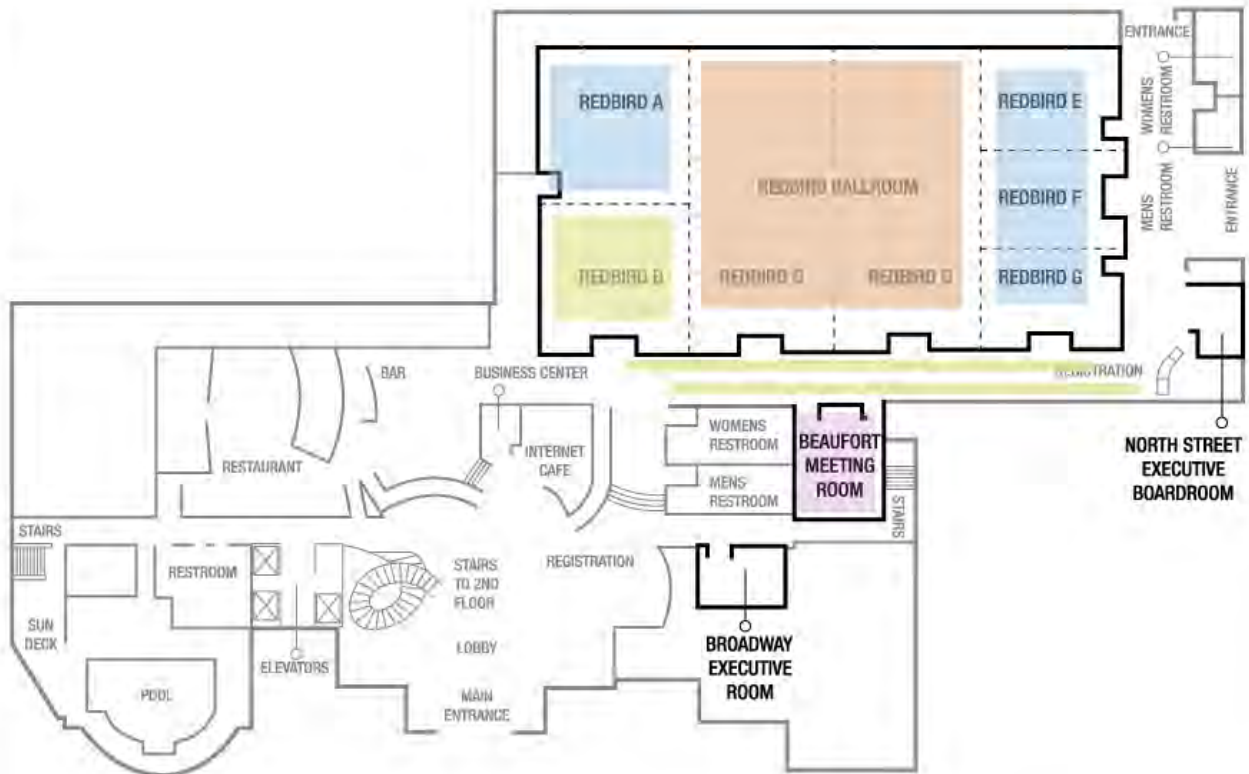 ENTRANCE
WOMENS
RESTROOM
MENS
RESTROOM
ENTRANCE
REDBIRD A
REDBIRD E
REDBIRD BALLROOM
REDBIRD F
REDBIRD B
REDBIRD C
REDBIRD D
REDBIRD G
REGISTRATION
BAR
BUSINESS CENTER
NORTH STREET
EXECUTIVE
BOARDROOM
RESTAURANT
INTERNET
CAFE
WOMENS
RESTROOM
MENS
RESTROOM
BEAUFORT
MEETING
ROOM
STAIRS
STAIRS
RESTROOM
STAIRS
TO 2ND
FLOOR
REGISTRATION
SUN
DECK
ELEVATORS
LOBBY
BROADWAY
EXECUTIVE
ROOM
POOL
MAIN
ENTRANCE